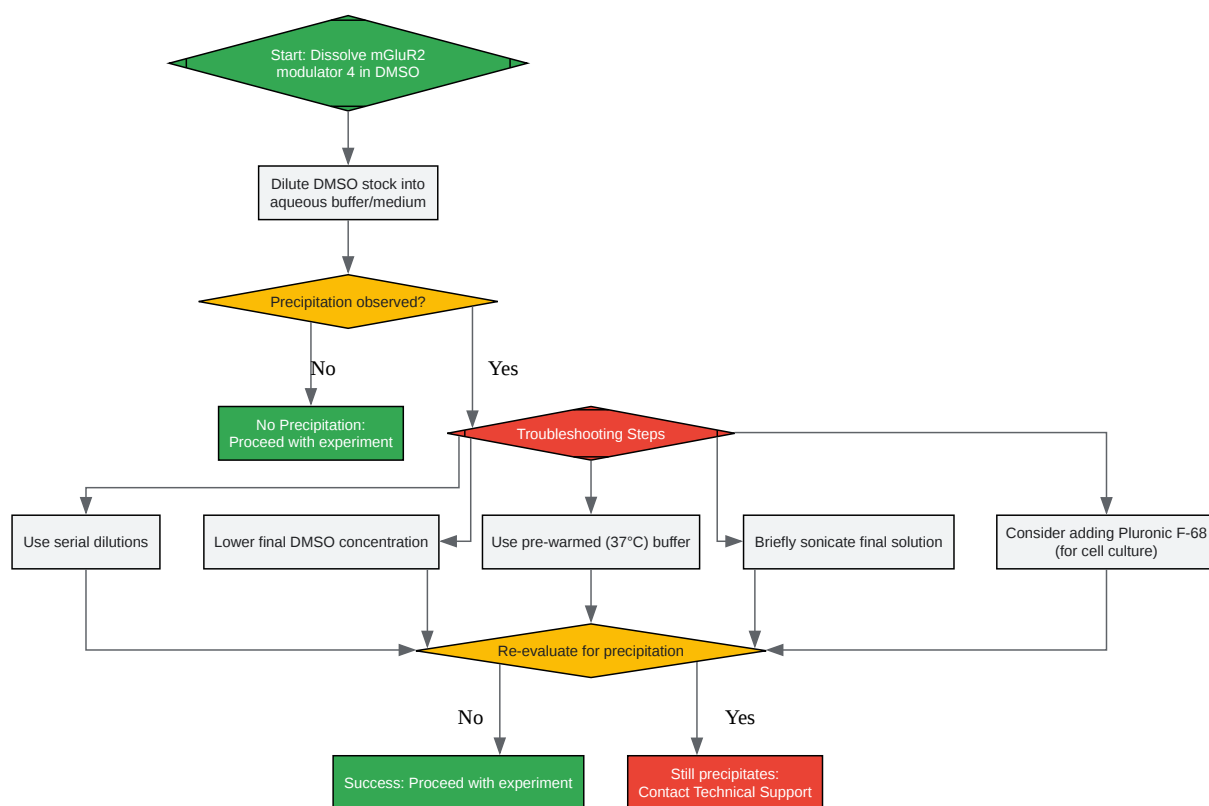 Start: Dissolve mGluR2
modulator 4 in DMSO
Dilute DMSO stock into
aqueous buffer/medium
Precipitation observed?
No
Yes
No Precipitation:
Proceed with experiment
Troubleshooting Steps
Use serial dilutions
Lower final DMSO concentration
Use pre-warmed (37°C) buffer
Briefly sonicate final solution
Consider adding Pluronic F-68
(for cell culture)
Re-evaluate for precipitation
No
Yes
Success: Proceed with experiment
Still precipitates:
Contact Technical Support